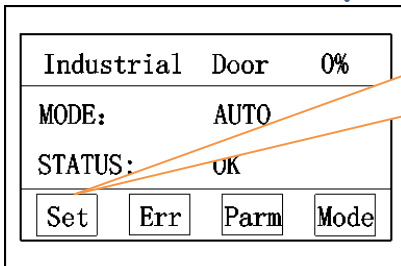 Industrial Door 0%
MODE: AUTO
STATUS: OK
Set Err Parm Mode